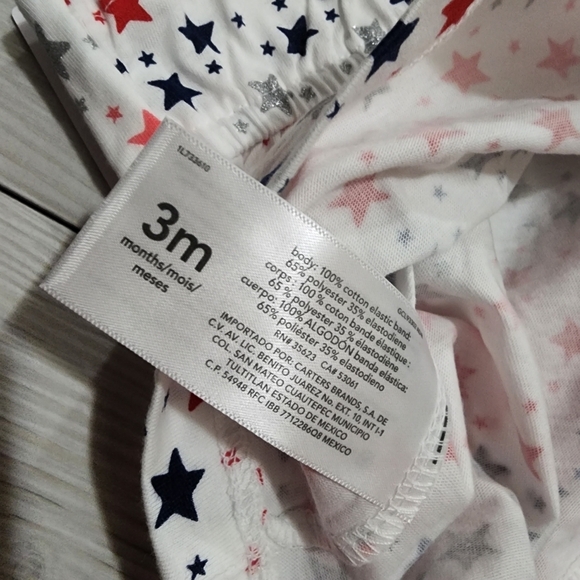 1L733610
3m
months/mois/
meses
body: 100% cotton elastic band:
65% polyester 35% elastodiene
corps: 100% coton bande élastique:
65% polyester 35% élastodiène
cuerpo: 100% ALGODÓN banda elástica:
65% poliéster 35% elastodieno
RN# 35623 CA# 53061
IMPORTADO POR: CARTERS BRANDS, S.A. DE
C.V. AV. LIC. BENITO JUAREZ No. EXT. 10, INT I-1
COL. SAN MATEO CUAUTEPEC MUNICIPIO
TULTITLAN ESTADO DE MEXICO
C.P. 54948 RFC IBB 7712286Q8 MEXICO